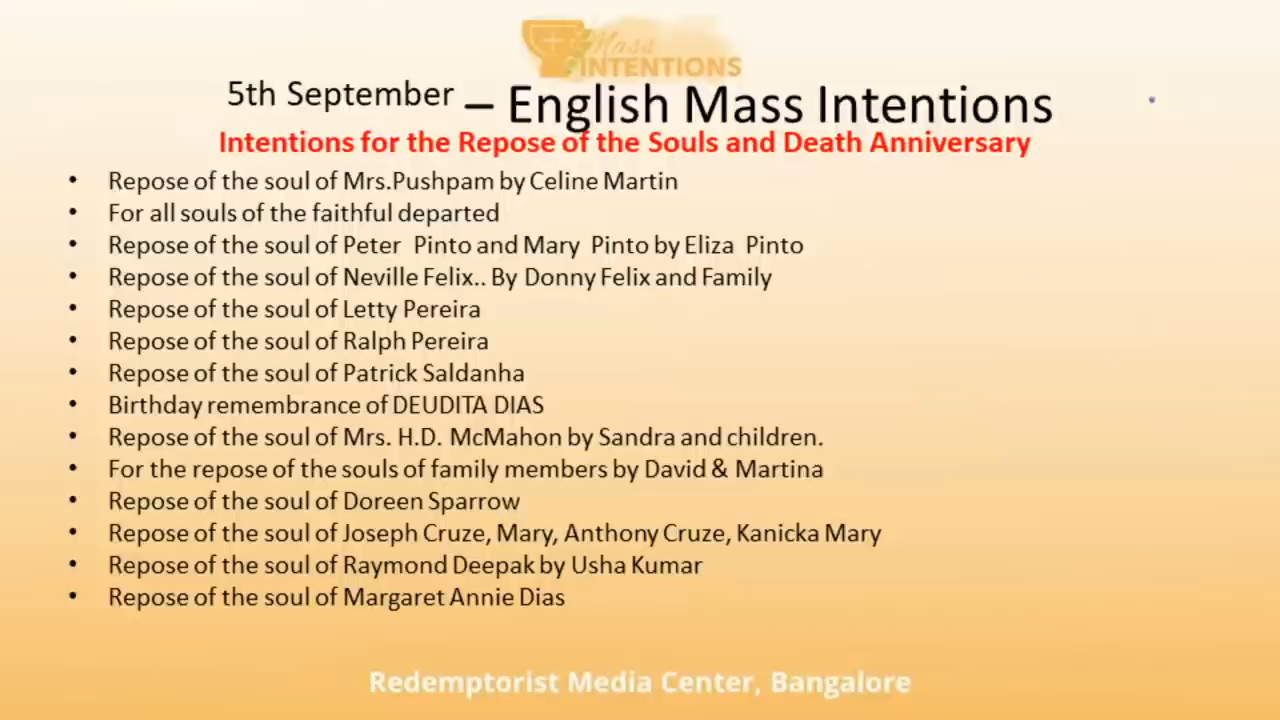 Mass
INTENTIONS
5th September – English Mass Intentions
Intentions for the Repose of the Souls and Death Anniversary
• Repose of the soul of Mrs.Pushpam by Celine Martin
• For all souls of the faithful departed
• Repose of the soul of Peter  Pinto and Mary  Pinto by Eliza  Pinto
• Repose of the soul of Neville Felix.. By Donny Felix and Family
• Repose of the soul of Letty Pereira
• Repose of the soul of Ralph Pereira
• Repose of the soul of Patrick Saldanha
• Birthday remembrance of DEUDITA DIAS
• Repose of the soul of Mrs. H.D. McMahon by Sandra and children.
• For the repose of the souls of family members by David & Martina
• Repose of the soul of Doreen Sparrow
• Repose of the soul of Joseph Cruze, Mary, Anthony Cruze, Kanicka Mary
• Repose of the soul of Raymond Deepak by Usha Kumar
• Repose of the soul of Margaret Annie Dias
Redemptorist Media Center, Bangalore